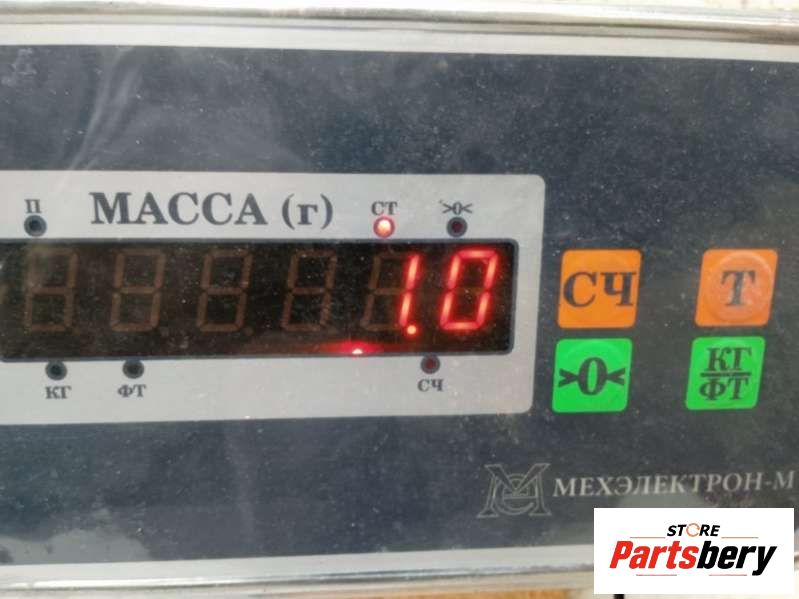 П МАССА (г) СТ >0<
1.0
КГ ФТ СЧ
СЧ Т
>0< КГ
ФТ
МЕХЭЛЕКТРОН-М
STORE
Partsbery